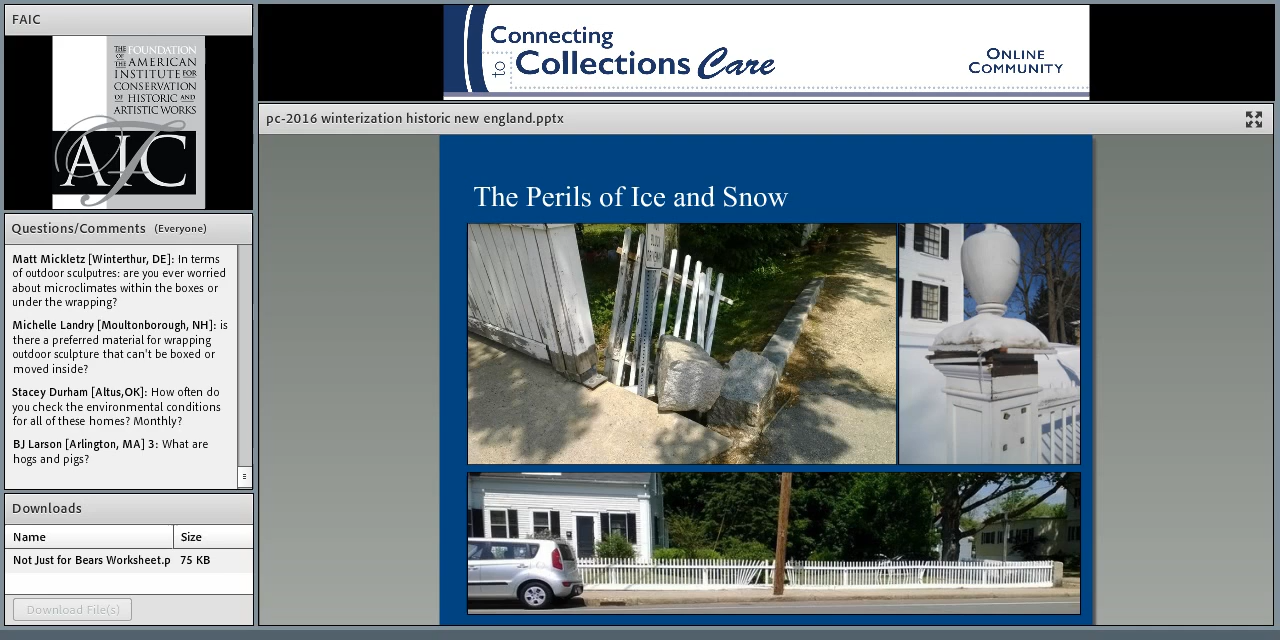 FAIC
THE FOUNDATION
OF THE AMERICAN
INSTITUTE FOR
CONSERVATION
OF HISTORIC AND
ARTISTIC WORKS
AIC
Connecting
to Collections Care
ONLINE
COMMUNITY
pc-2016 winterization historic new england.pptx
Questions/Comments (Everyone)
Matt Mickletz [Winterthur, DE]: In terms
of outdoor sculputres: are you ever worried
about microclimates within the boxes or
under the wrapping?
Michelle Landry [Moultonborough, NH]: is
there a preferred material for wrapping
outdoor sculpture that can't be boxed or
moved inside?
Stacey Durham [Altus,OK]: How often do
you check the environmental conditions
for all of these homes? Monthly?
BJ Larson [Arlington, MA] 3: What are
hogs and pigs?
Downloads
Name Size
Not Just for Bears Worksheet.p 75 KB
Download File(s)
The Perils of Ice and Snow